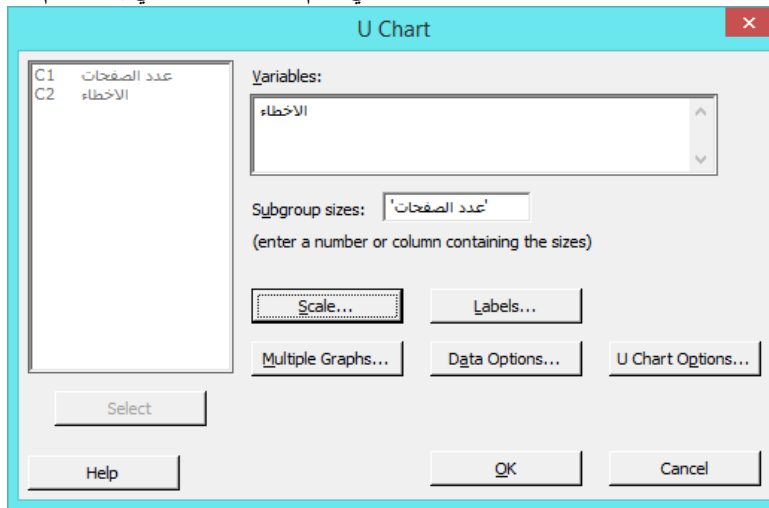 U Chart
C1 عدد الصفحات
C2 الاخطاء
Variables:
الاخطاء
Subgroup sizes: 'عدد الصفحات'
(enter a number or column containing the sizes)
Scale... Labels...
Multiple Graphs... Data Options... U Chart Options...
Select
Help OK Cancel